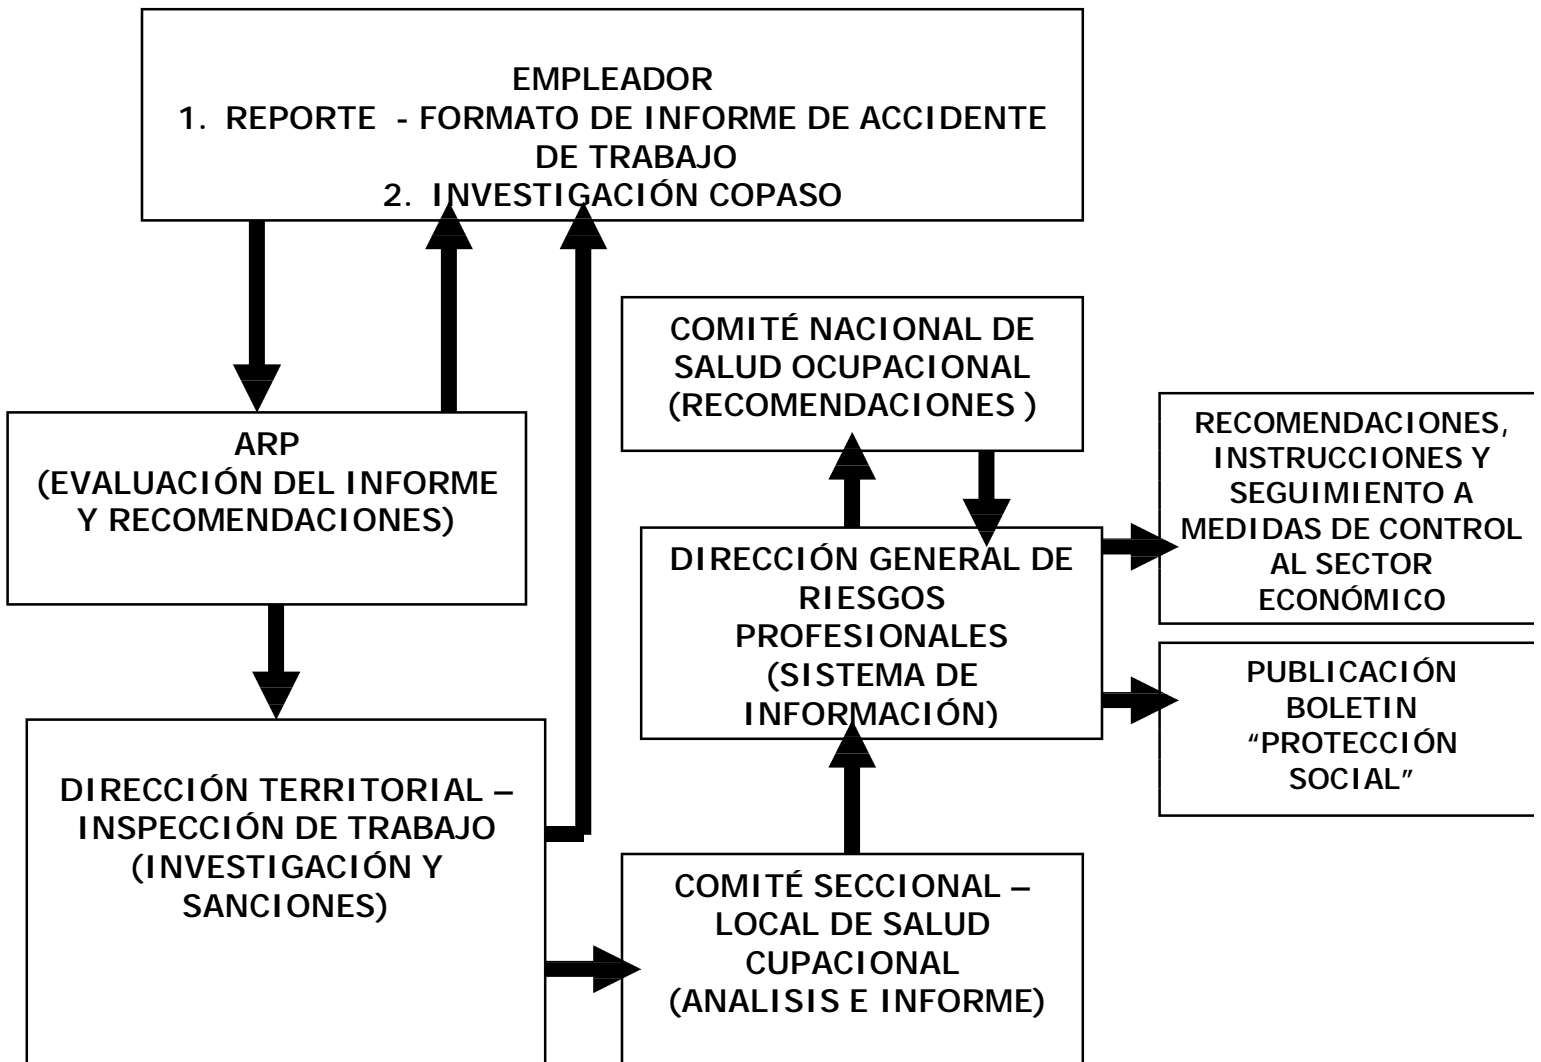 EMPLEADOR
1. REPORTE - FORMATO DE INFORME DE ACCIDENTE
DE TRABAJO
2. INVESTIGACIÓN COPASO
COMITÉ NACIONAL DE
SALUD OCUPACIONAL
(RECOMENDACIONES )
ARP
(EVALUACIÓN DEL INFORME
Y RECOMENDACIONES)
RECOMENDACIONES,
INSTRUCCIONES Y
SEGUIMIENTO A
MEDIDAS DE CONTROL
AL SECTOR
ECONÓMICO
DIRECCIÓN GENERAL DE
RIESGOS
PROFESIONALES
(SISTEMA DE
INFORMACIÓN)
PUBLICACIÓN
BOLETIN
“PROTECCIÓN
SOCIAL”
DIRECCIÓN TERRITORIAL –
INSPECCIÓN DE TRABAJO
(INVESTIGACIÓN Y
SANCIONES)
COMITÉ SECCIONAL –
LOCAL DE SALUD
CUPACIONAL
(ANALISIS E INFORME)